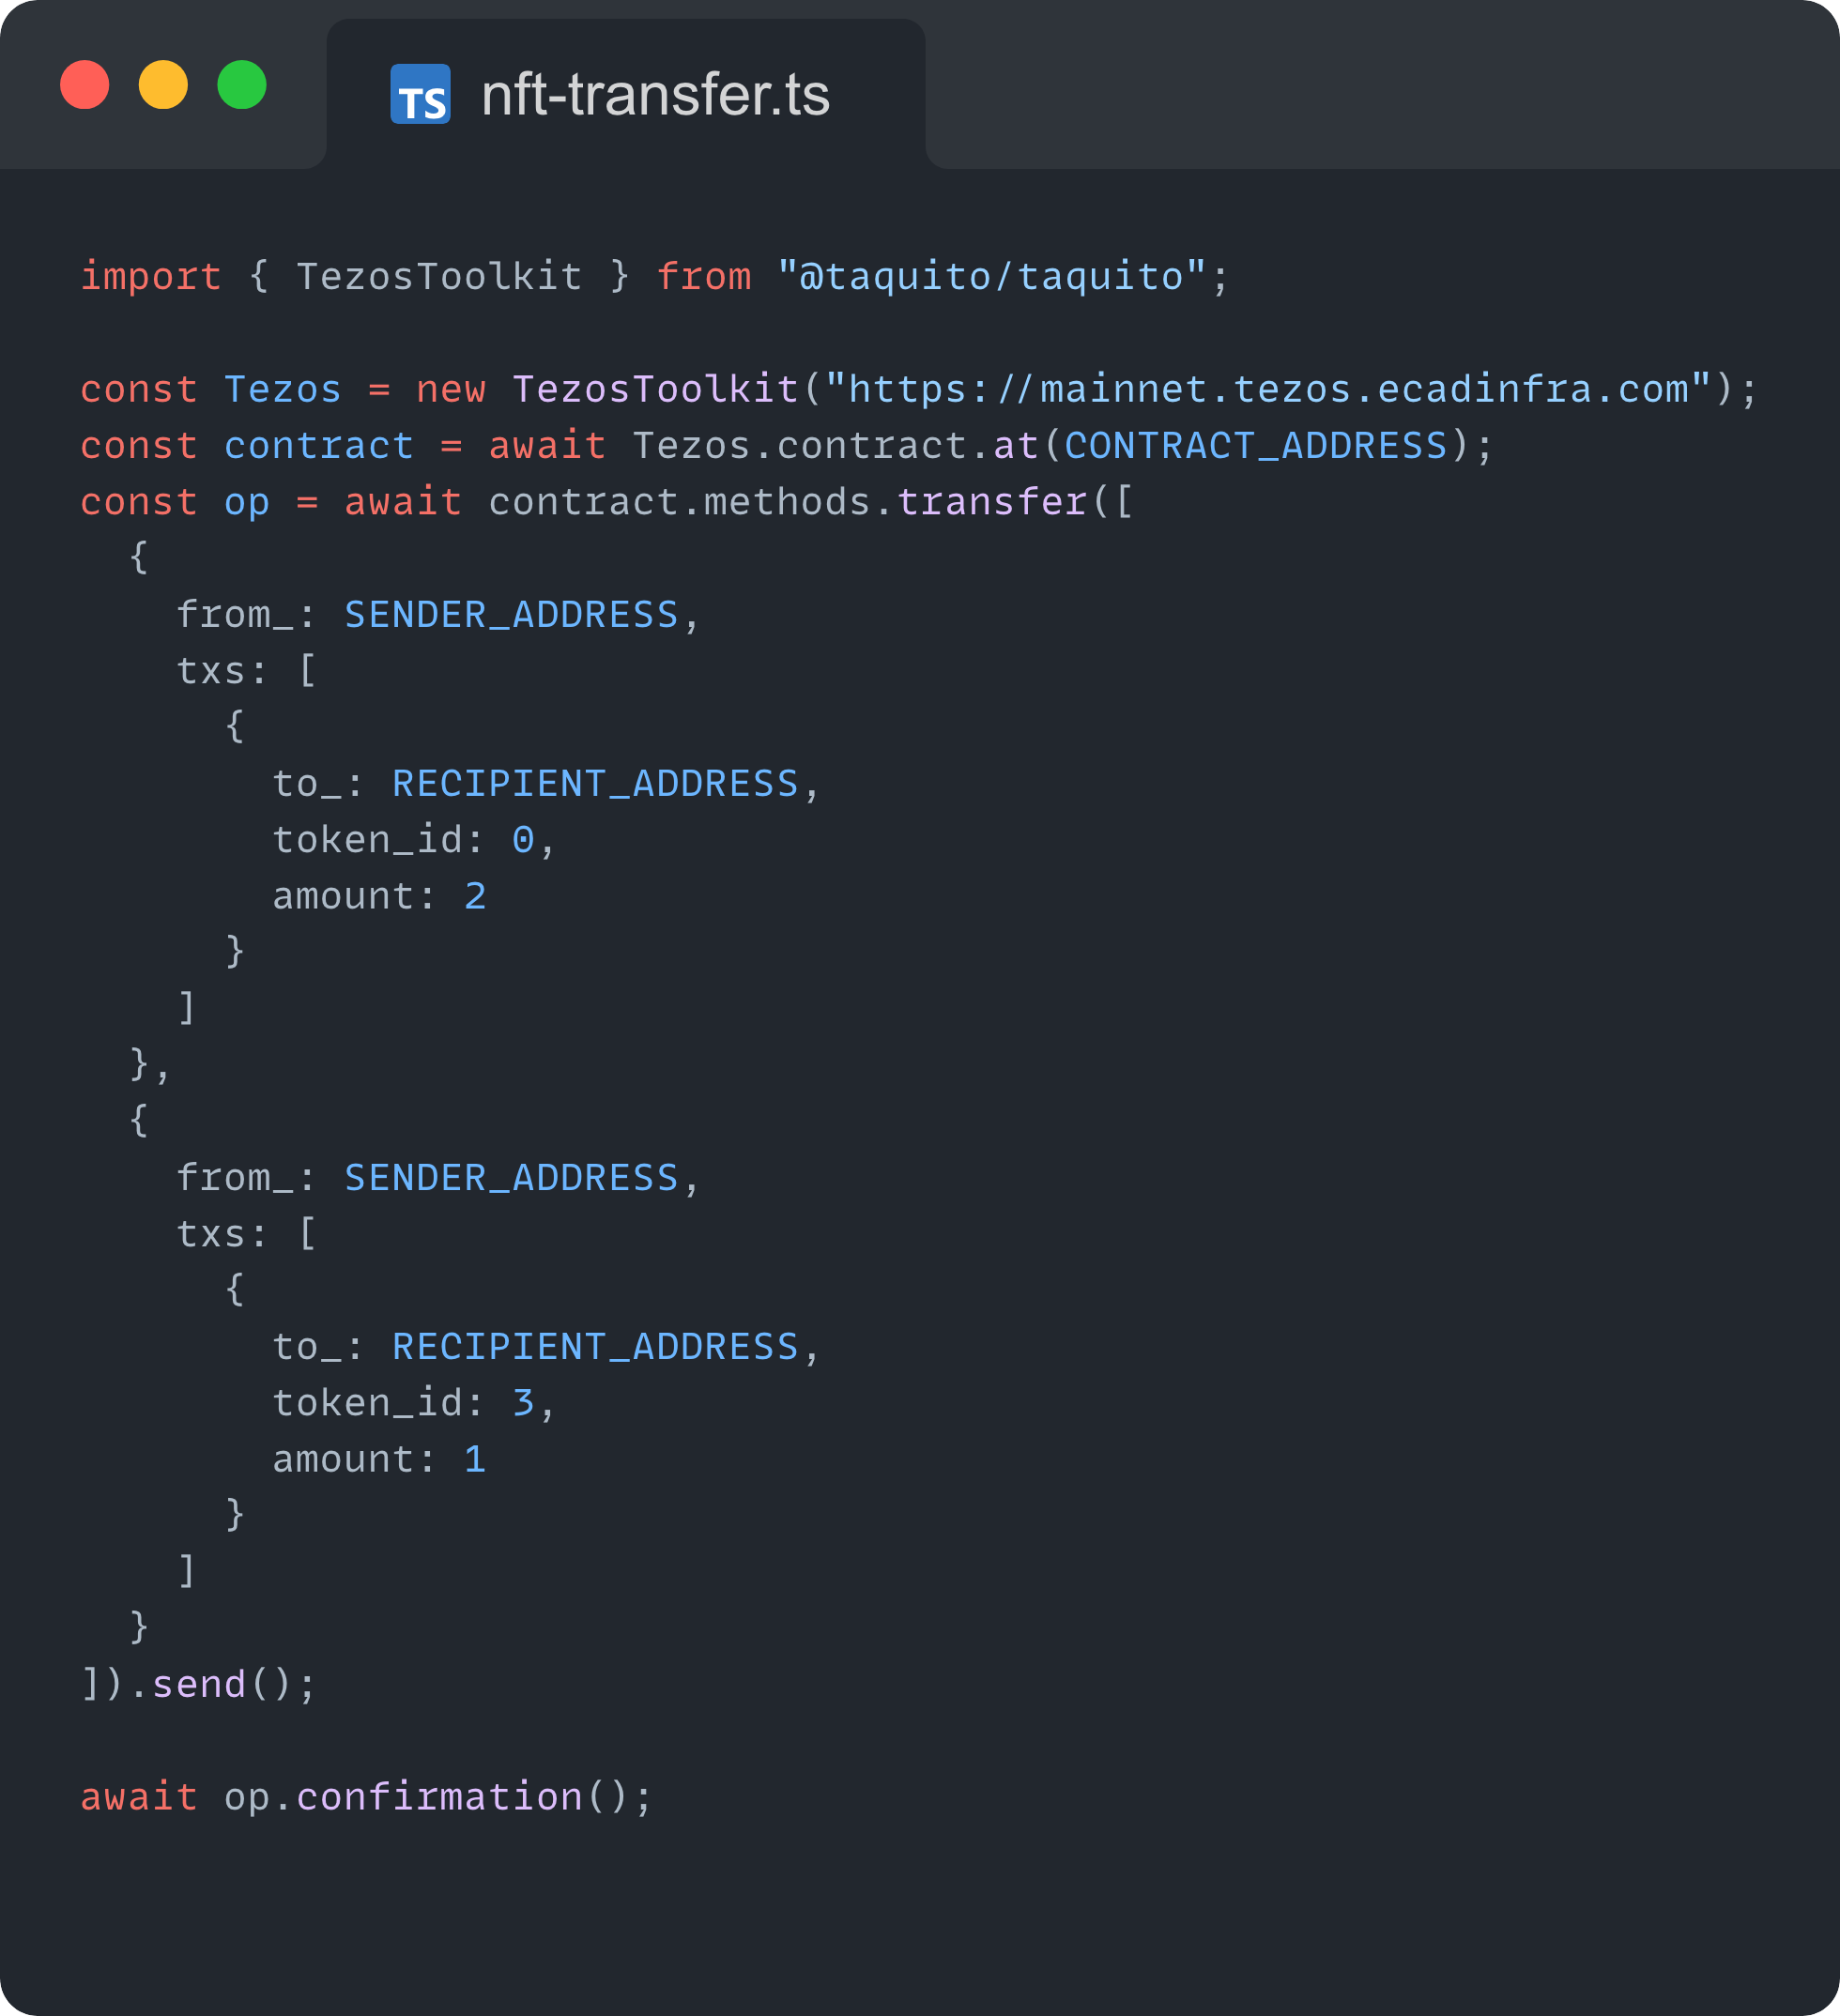 TS nft-transfer.ts
import { TezosToolkit } from "@taquito/taquito";
const Tezos = new TezosToolkit("https://mainnet.tezos.ecadinfra.com");
const contract = await Tezos.contract.at(CONTRACT_ADDRESS);
const op = await contract.methods.transfer([
  {
    from_: SENDER_ADDRESS,
    txs: [
      {
        to_: RECIPIENT_ADDRESS,
        token_id: 0,
        amount: 2
      }
    ]
  },
  {
    from_: SENDER_ADDRESS,
    txs: [
      {
        to_: RECIPIENT_ADDRESS,
        token_id: 3,
        amount: 1
      }
    ]
  }
]).send();
await op.confirmation();